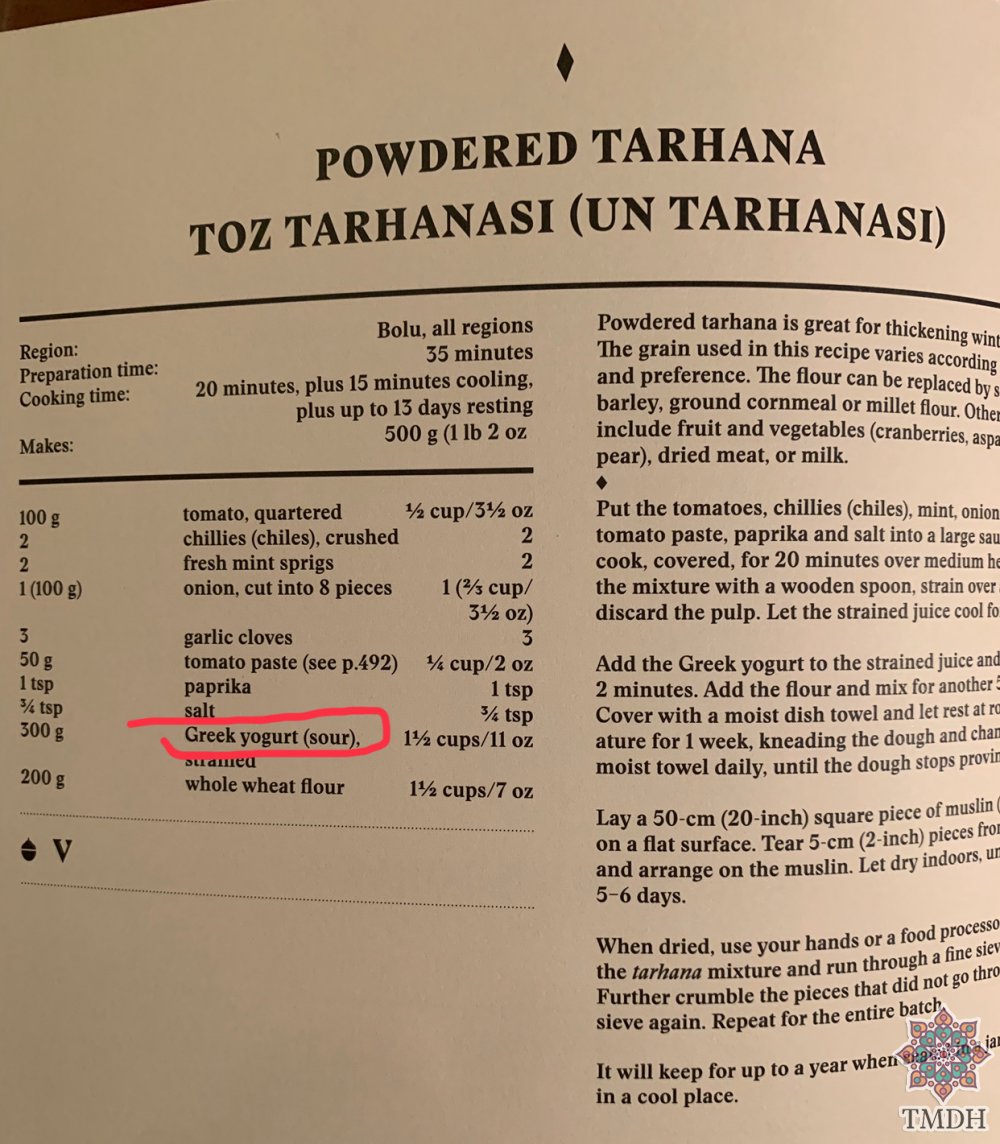 POWDERED TARHANA
TOZ TARHANASI (UN TARHANASI)
Region: Bolu, all regions
Preparation time: 35 minutes
Cooking time: 20 minutes, plus 15 minutes cooling,
plus up to 13 days resting
Makes: 500 g (1 lb 2 oz
100 g tomato, quartered ½ cup/3½ oz
2 chillies (chiles), crushed 2
2 fresh mint sprigs 2
1 (100 g) onion, cut into 8 pieces 1 (⅔ cup/
3½ oz)
3 garlic cloves 3
50 g tomato paste (see p.492) ¼ cup/2 oz
1 tsp paprika 1 tsp
¾ tsp salt ¾ tsp
300 g Greek yogurt (sour), 1½ cups/11 oz
strained
200 g whole wheat flour 1½ cups/7 oz
V
Powdered tarhana is great for thickening wint
The grain used in this recipe varies according
and preference. The flour can be replaced by s
barley, ground cornmeal or millet flour. Other
include fruit and vegetables (cranberries, aspa
pear), dried meat, or milk.
Put the tomatoes, chillies (chiles), mint, onion
tomato paste, paprika and salt into a large sau
cook, covered, for 20 minutes over medium he
the mixture with a wooden spoon, strain over
discard the pulp. Let the strained juice cool fo
Add the Greek yogurt to the strained juice and
2 minutes. Add the flour and mix for another 5
Cover with a moist dish towel and let rest at ro
ature for 1 week, kneading the dough and chan
moist towel daily, until the dough stops provin
Lay a 50-cm (20-inch) square piece of muslin (
on a flat surface. Tear 5-cm (2-inch) pieces from
and arrange on the muslin. Let dry indoors, un
5–6 days.
When dried, use your hands or a food processo
the tarhana mixture and run through a fine siev
Further crumble the pieces that did not go thro
sieve again. Repeat for the entire batch.
It will keep for up to a year when jar
in a cool place.
TMDH